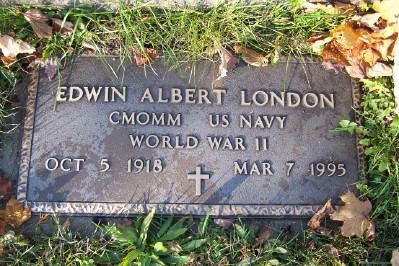 EDWIN ALBERT LONDON
CMOMM US NAVY
WORLD WAR II
OCT 5 1918 MAR 7 1995